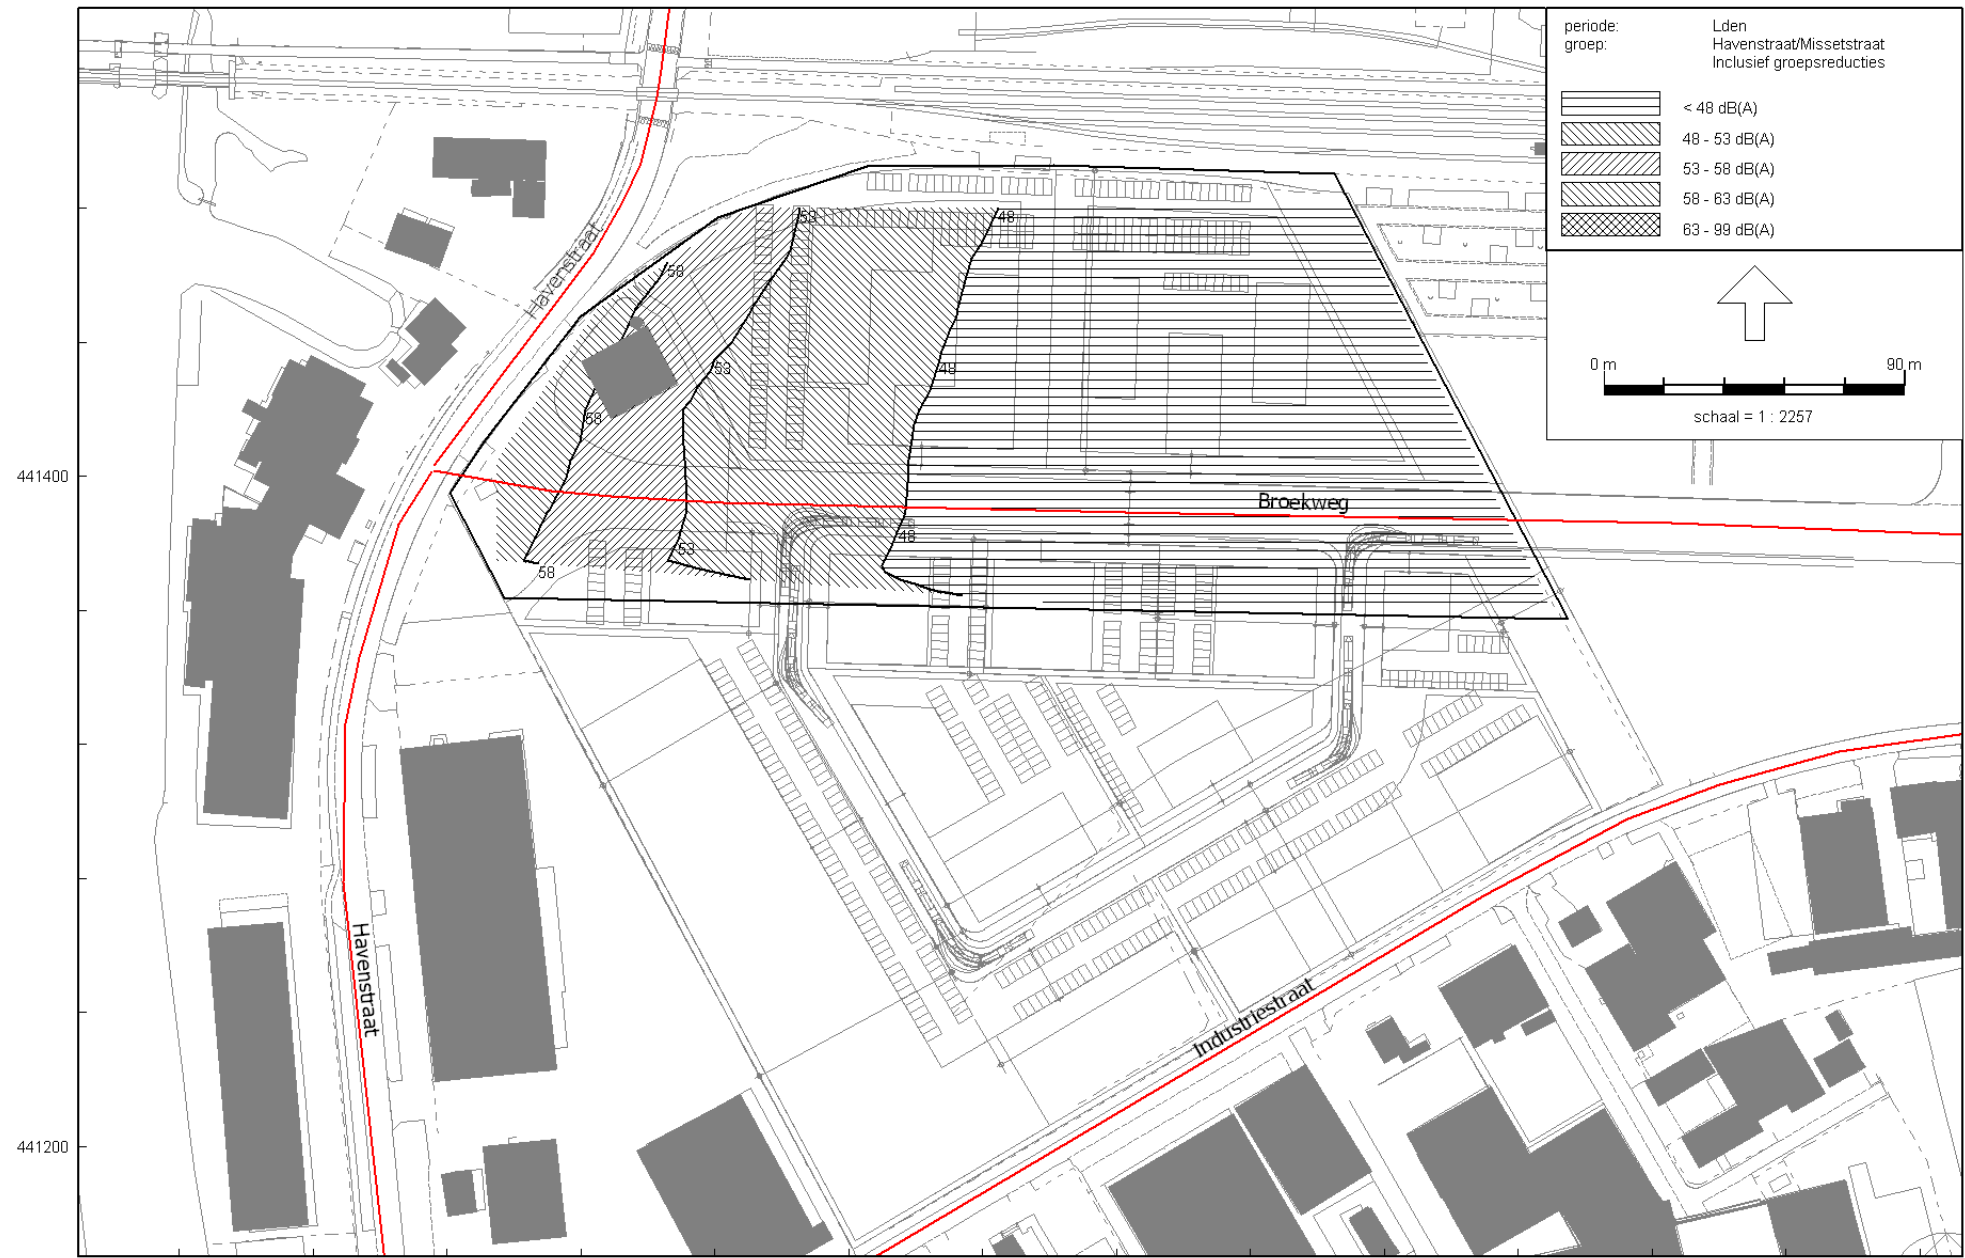 periode: Lden
groep: Havenstraat/Missetstraat
Inclusief groepsreducties
< 48 dB(A)
48 - 53 dB(A)
53 - 58 dB(A)
58 - 63 dB(A)
63 - 99 dB(A)
0 m 90 m
schaal = 1 : 2257
53
48
Havenstraat
58
53
48
58
441400
Broekweg
48
53
58
Havenstraat
Industriestraat
441200